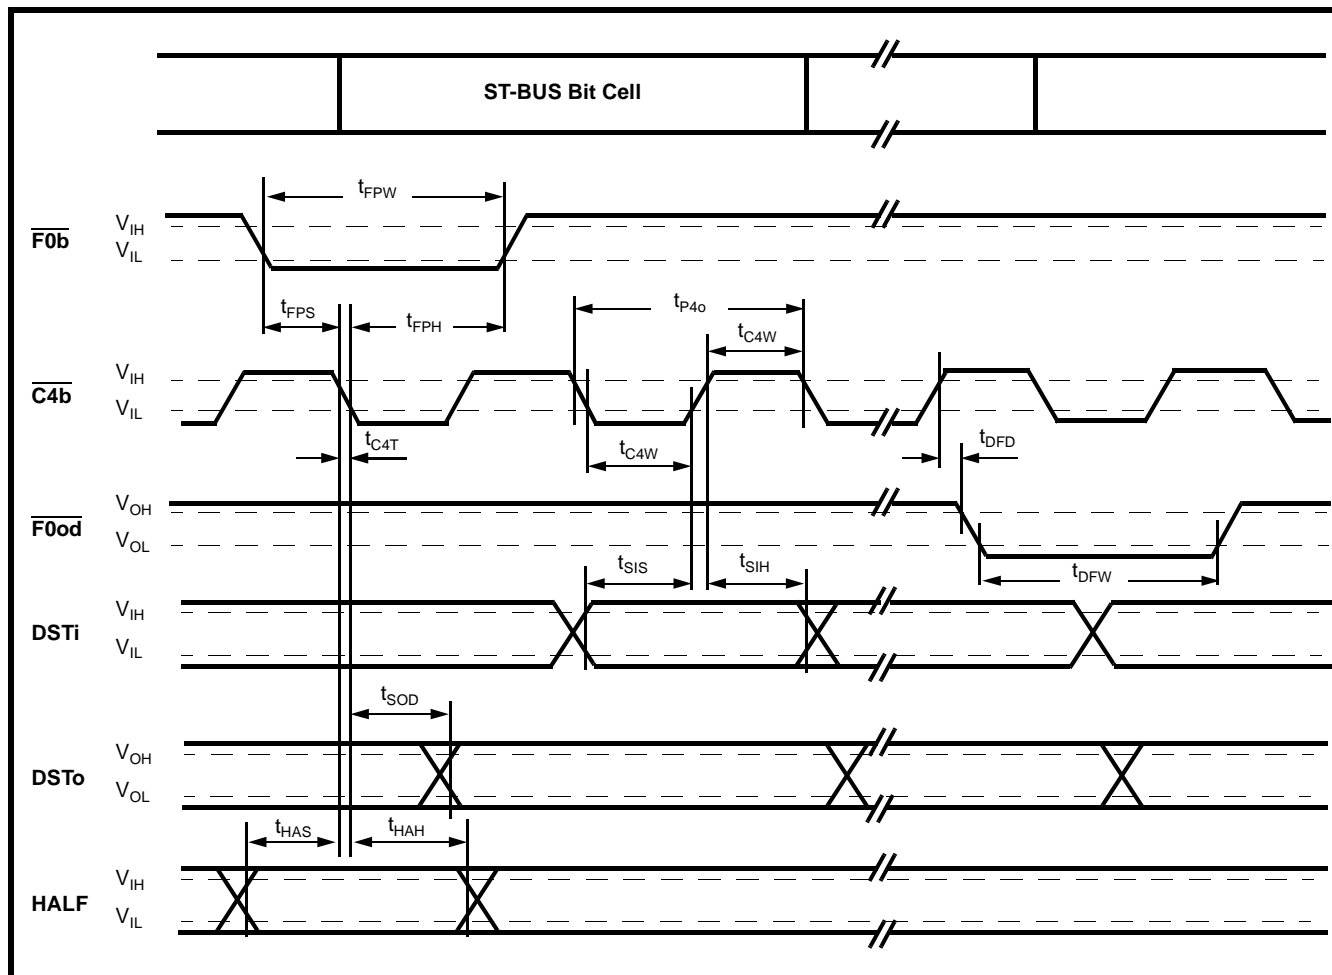 ST-BUS Bit Cell
tFPW
F0b
VIH
VIL
tFPS
tFPH
tP4o
tC4W
C4b
VIH
VIL
tC4T
tC4W
tDFD
F0od
VOH
VOL
tSIS
tSIH
tDFW
DSTi
VIH
VIL
tSOD
DSTo
VOH
VOL
tHAS
tHAH
HALF
VIH
VIL